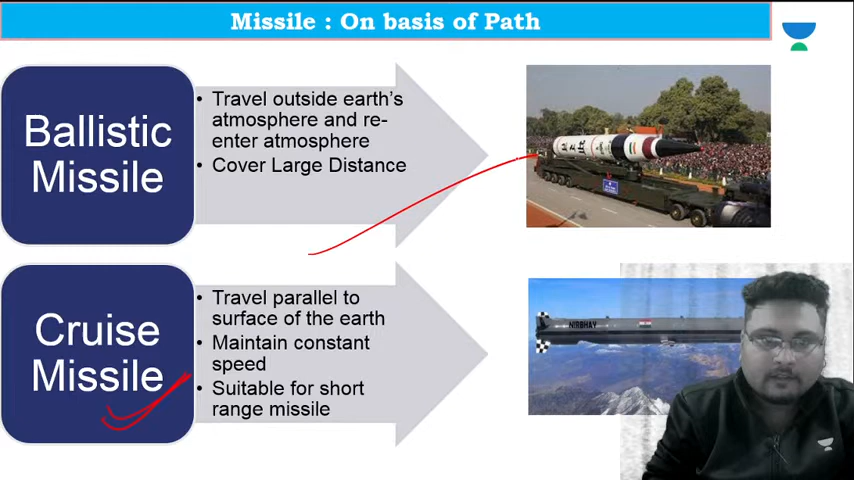 Missile : On basis of Path
Ballistic
Missile
• Travel outside earth's
atmosphere and re-
enter atmosphere
• Cover Large Distance
Cruise
Missile
• Travel parallel to
surface of the earth
• Maintain constant
speed
• Suitable for short
range missile
NIRBHAY